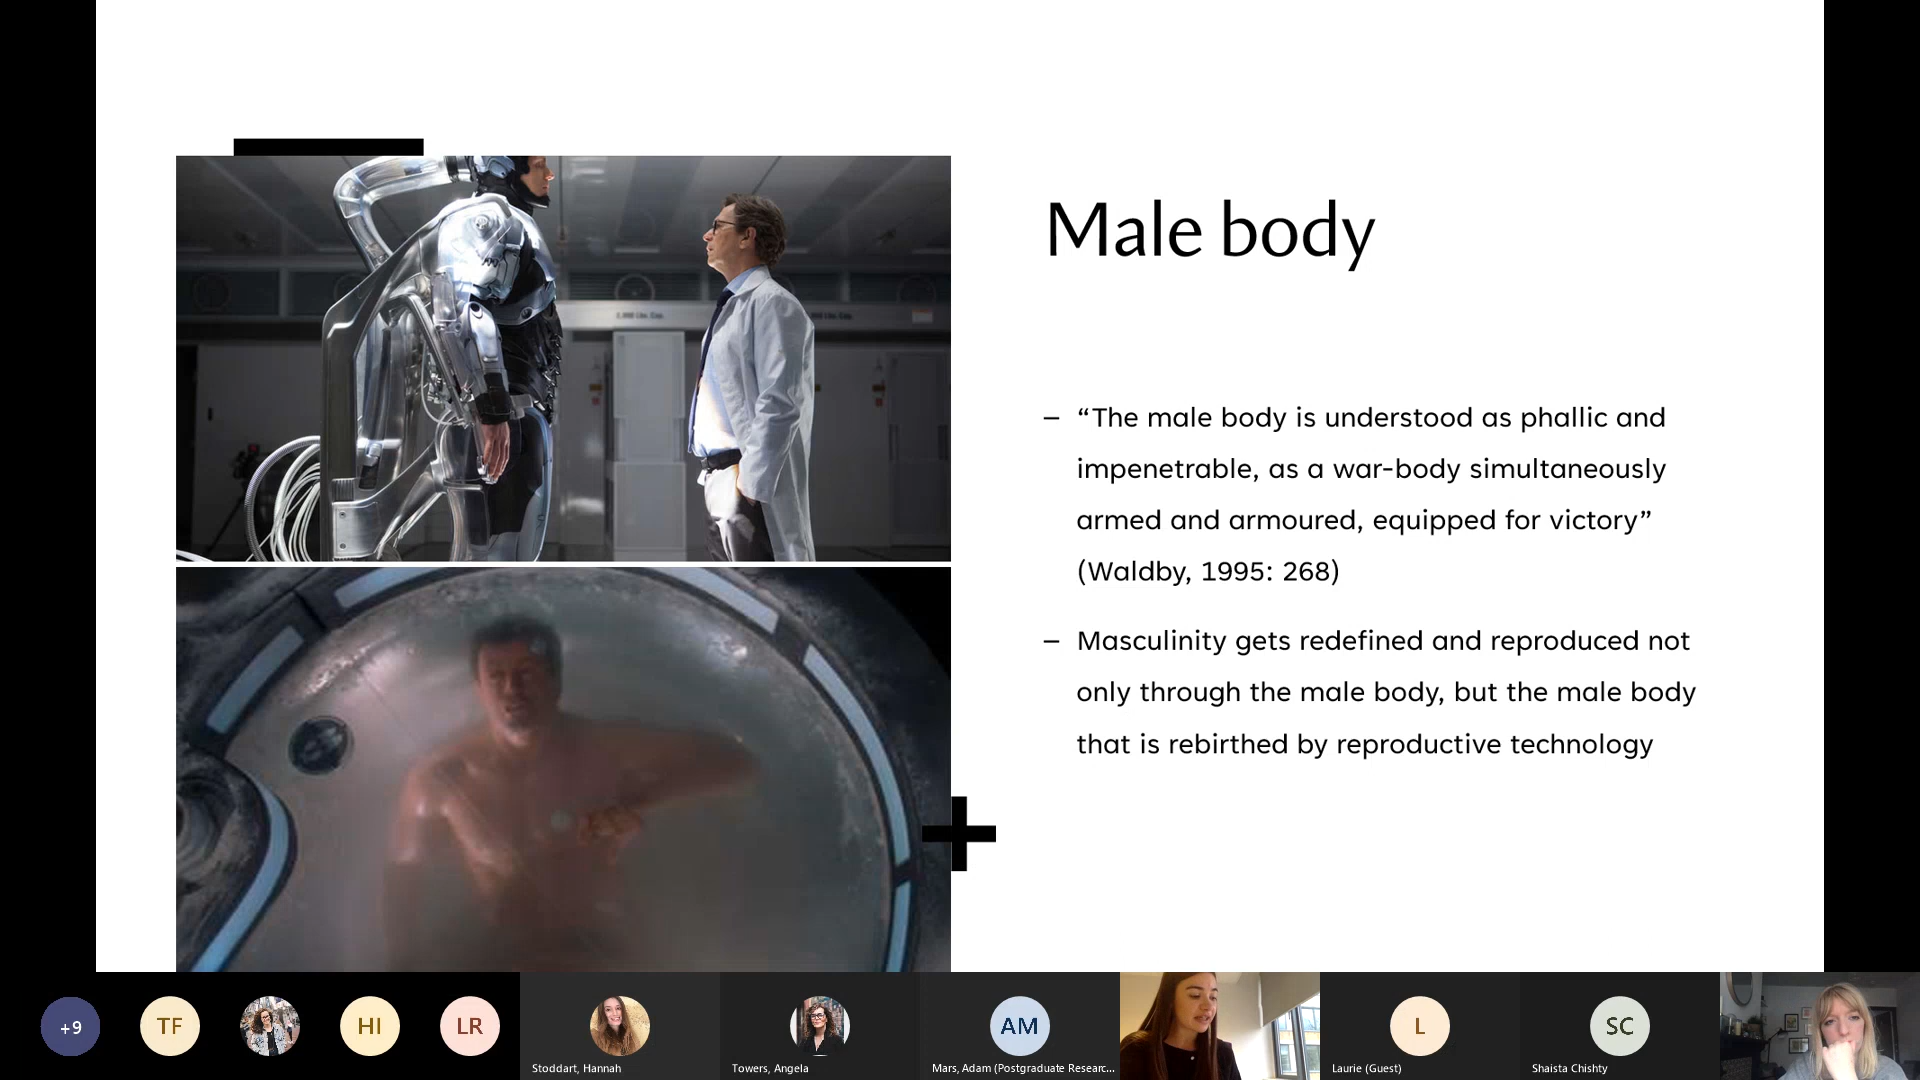 Male body
– “The male body is understood as phallic and
impenetrable, as a war-body simultaneously
armed and armoured, equipped for victory”
(Waldby, 1995: 268)
– Masculinity gets redefined and reproduced not
only through the male body, but the male body
that is rebirthed by reproductive technology
+9
TF
HI
LR
Stoddart, Hannah
Towers, Angela
AM
Mars, Adam (Postgraduate Researc...
L
Laurie (Guest)
SC
Shaista Chishty